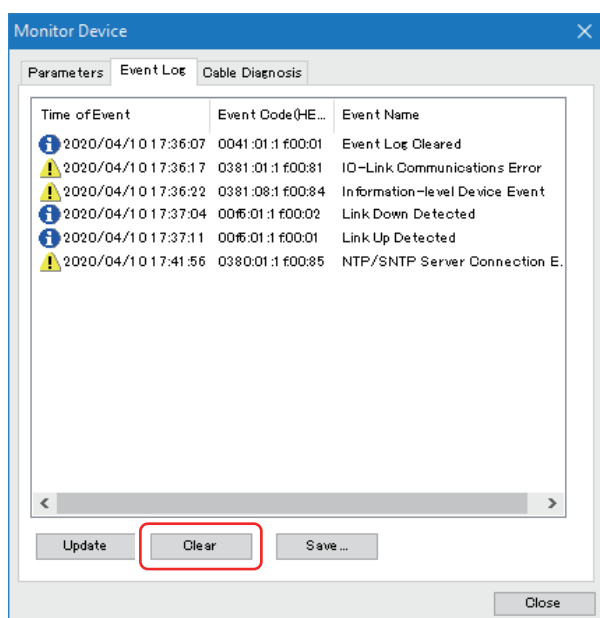 Monitor Device
Parameters Event Log Cable Diagnosis
Time of Event Event Code(HE... Event Name
2020/04/10 17:36:07 0041:01:1f00:01 Event Log Cleared
2020/04/10 17:36:17 0381:01:1f00:81 IO-Link Communications Error
2020/04/10 17:36:22 0381:08:1f00:84 Information-level Device Event
2020/04/10 17:37:04 00f5:01:1f00:02 Link Down Detected
2020/04/10 17:37:11 00f5:01:1f00:01 Link Up Detected
2020/04/10 17:41:56 0380:01:1f00:85 NTP/SNTP Server Connection E.
Update Clear Save...
Close